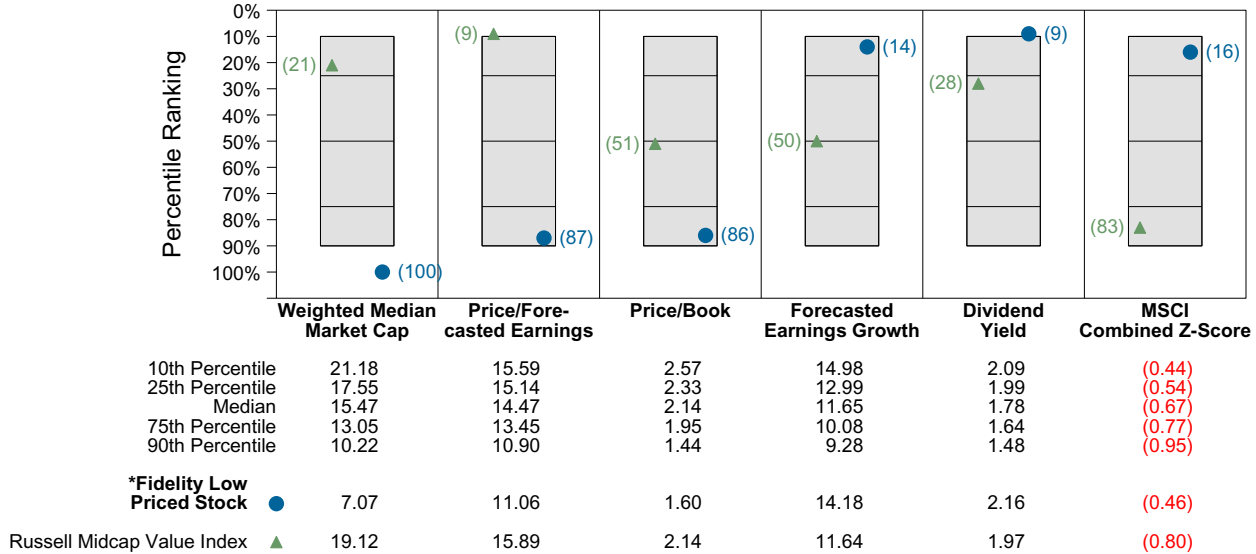 0%
10%
20%
30%
40%
50%
60%
70%
80%
90%
100%
Percentile Ranking
(21)
(100)
(9)
(87)
(51)
(86)
(14)
(50)
(9)
(28)
(16)
(83)
Weighted Median
Market Cap
Price/Fore-
casted Earnings
Price/Book
Forecasted
Earnings Growth
Dividend
Yield
MSCI
Combined Z-Score
10th Percentile 21.18 15.59 2.57 14.98 2.09 (0.44)
25th Percentile 17.55 15.14 2.33 12.99 1.99 (0.54)
Median 15.47 14.47 2.14 11.65 1.78 (0.67)
75th Percentile 13.05 13.45 1.95 10.08 1.64 (0.77)
90th Percentile 10.22 10.90 1.44 9.28 1.48 (0.95)
*Fidelity Low
Priced Stock 7.07 11.06 1.60 14.18 2.16 (0.46)
Russell Midcap Value Index 19.12 15.89 2.14 11.64 1.97 (0.80)